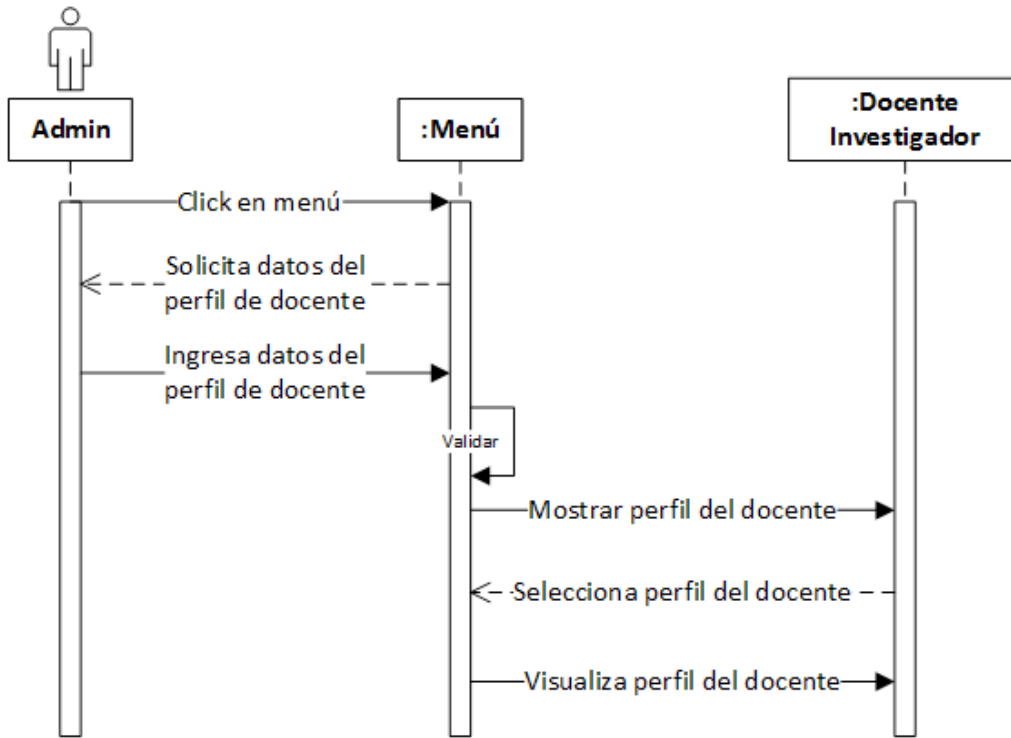 Admin
:Menú
:Docente
Investigador
Click en menú
Solicita datos del
perfil de docente
Ingresa datos del
perfil de docente
Validar
Mostrar perfil del docente
Selecciona perfil del docente
Visualiza perfil del docente